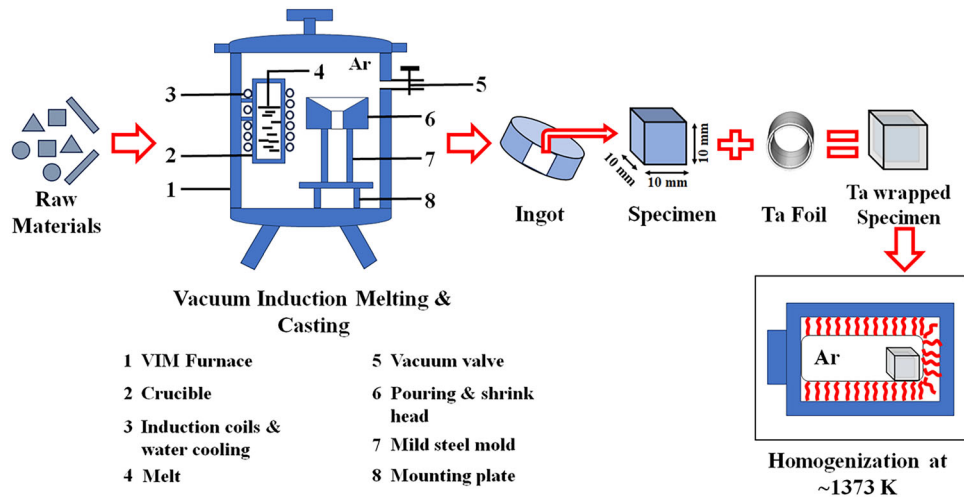 Ar
4
3
5
6
2
7
1
8
Raw
Materials
10 mm
10 mm
10 mm
Ingot
Specimen
Ta Foil
Ta wrapped
Specimen
Vacuum Induction Melting &
Casting
1 VIM Furnace
2 Crucible
3 Induction coils &
water cooling
4 Melt
5 Vacuum valve
6 Pouring & shrink
head
7 Mild steel mold
8 Mounting plate
Ar
Homogenization at
~1373 K